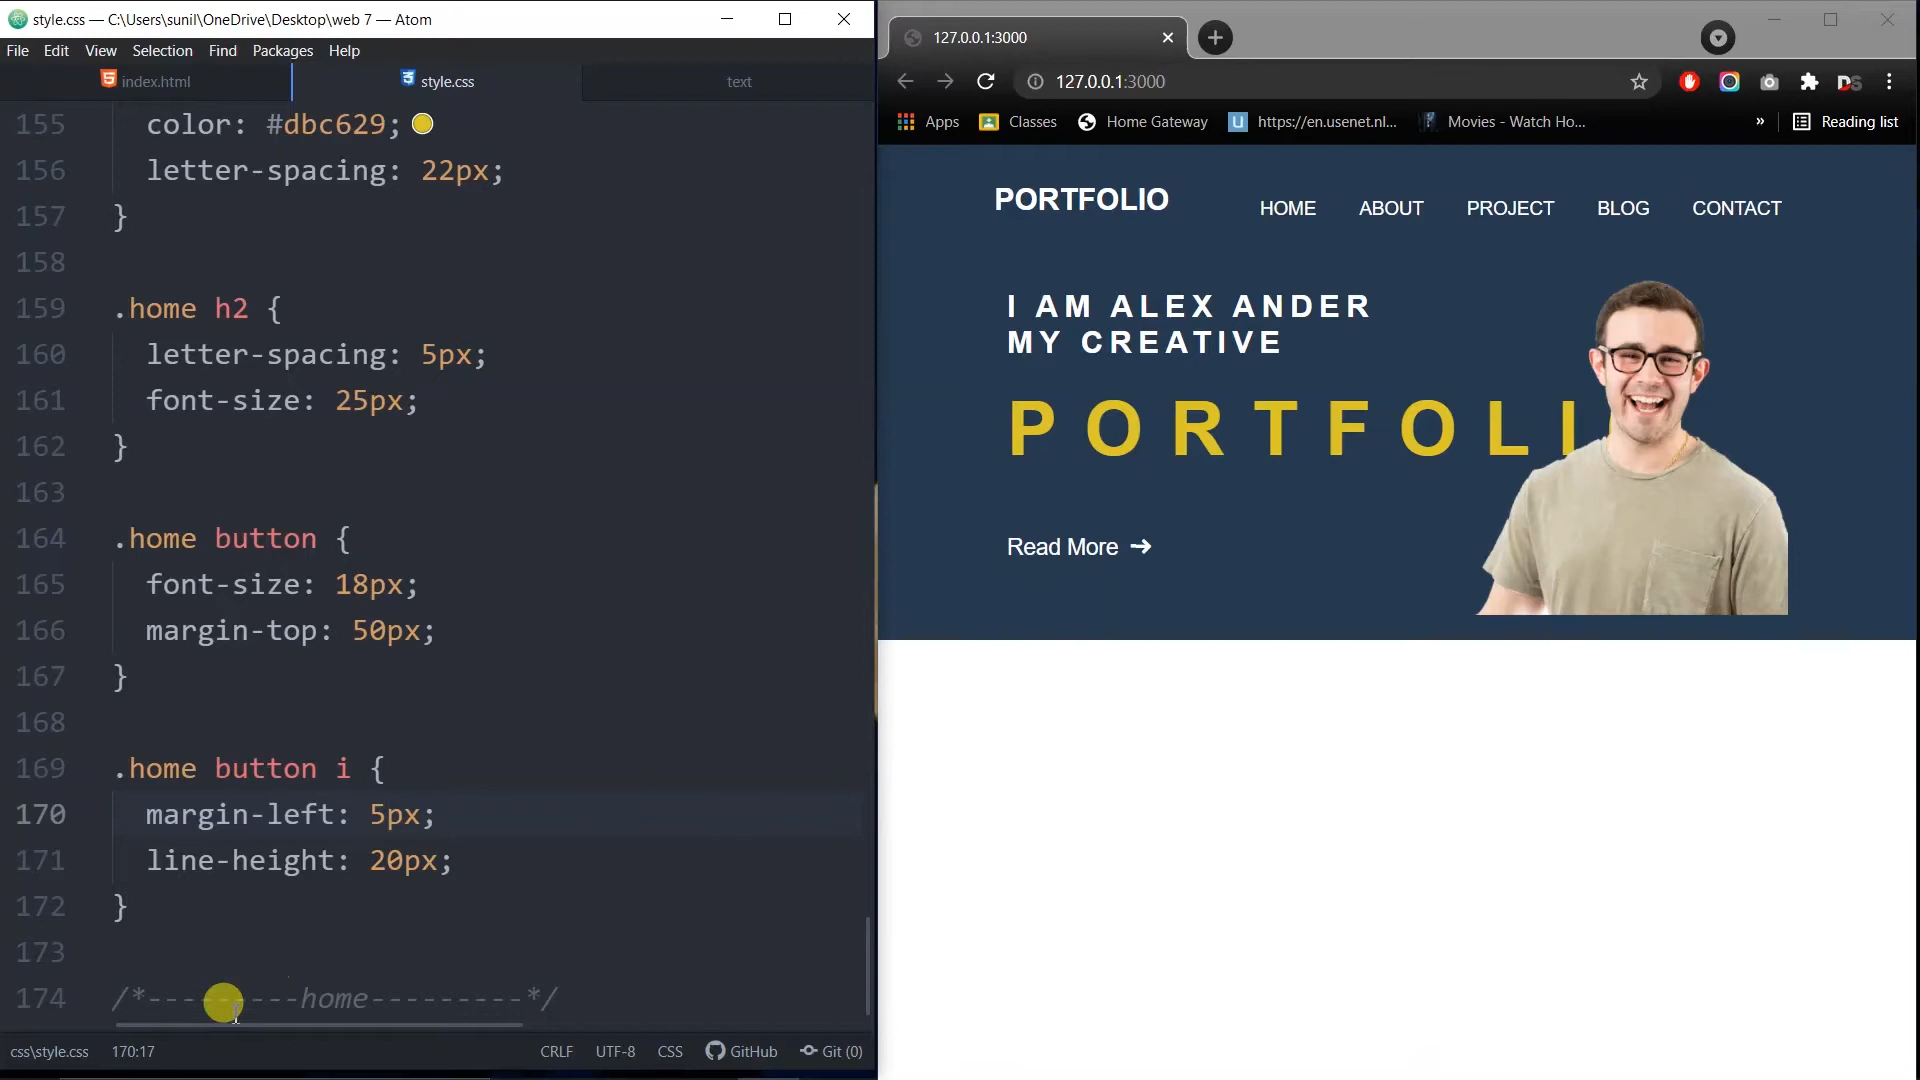 style.css — C:\Users\sunil\OneDrive\Desktop\web 7 — Atom
File Edit View Selection Find Packages Help
index.html style.css text
155 color: #dbc629;
156 letter-spacing: 22px;
157 }
158
159 .home h2 {
160 letter-spacing: 5px;
161 font-size: 25px;
162 }
163
164 .home button {
165 font-size: 18px;
166 margin-top: 50px;
167 }
168
169 .home button i {
170 margin-left: 5px;
171 line-height: 20px;
172 }
173
174 /*---------home---------*/
css\style.css 170:17 CRLF UTF-8 CSS GitHub Git (0)
127.0.0.1:3000
127.0.0.1:3000
Apps Classes Home Gateway U https://en.usenet.nl... Movies - Watch Ho... » Reading list
PORTFOLIO HOME ABOUT PROJECT BLOG CONTACT
I AM ALEX ANDER
MY CREATIVE
PORTFOLI
Read More